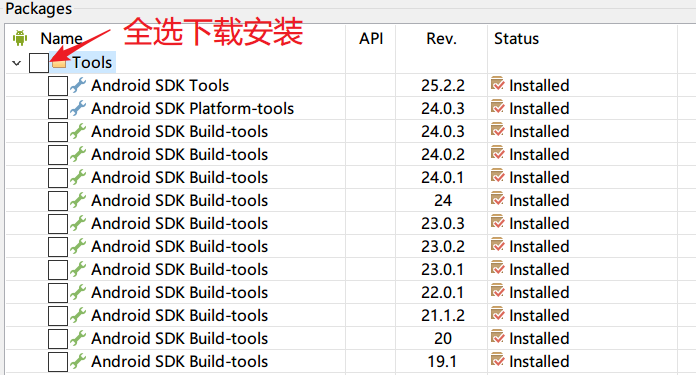 Packages
全选下载安装
Name API Rev. Status
Tools
Android SDK Tools 25.2.2 Installed
Android SDK Platform-tools 24.0.3 Installed
Android SDK Build-tools 24.0.3 Installed
Android SDK Build-tools 24.0.2 Installed
Android SDK Build-tools 24.0.1 Installed
Android SDK Build-tools 24 Installed
Android SDK Build-tools 23.0.3 Installed
Android SDK Build-tools 23.0.2 Installed
Android SDK Build-tools 23.0.1 Installed
Android SDK Build-tools 22.0.1 Installed
Android SDK Build-tools 21.1.2 Installed
Android SDK Build-tools 20 Installed
Android SDK Build-tools 19.1 Installed